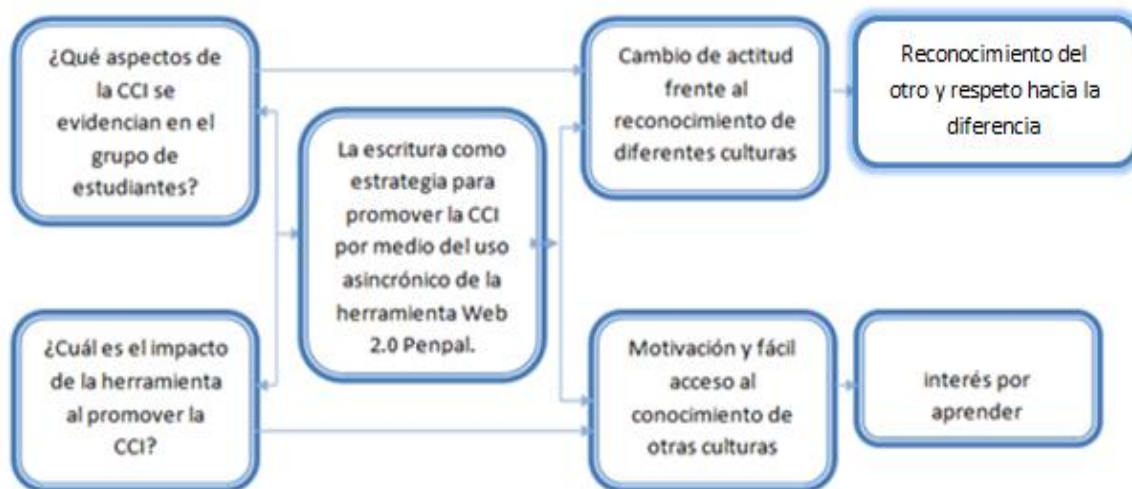 ¿Qué aspectos de
la CCI se
evidencian en el
grupo de
estudiantes?
Cambio de actitud
frente al
reconocimiento de
diferentes culturas
Reconocimiento del
otro y respeto hacia la
diferencia
La escritura como
estrategia para
promover la CCI
por medio del uso
asincrónico de la
herramienta Web
2.0 Penpal.
¿Cuál es el impacto
de la herramienta
al promover la
CCI?
Motivación y fácil
acceso al
conocimiento de
otras culturas
interés por
aprender